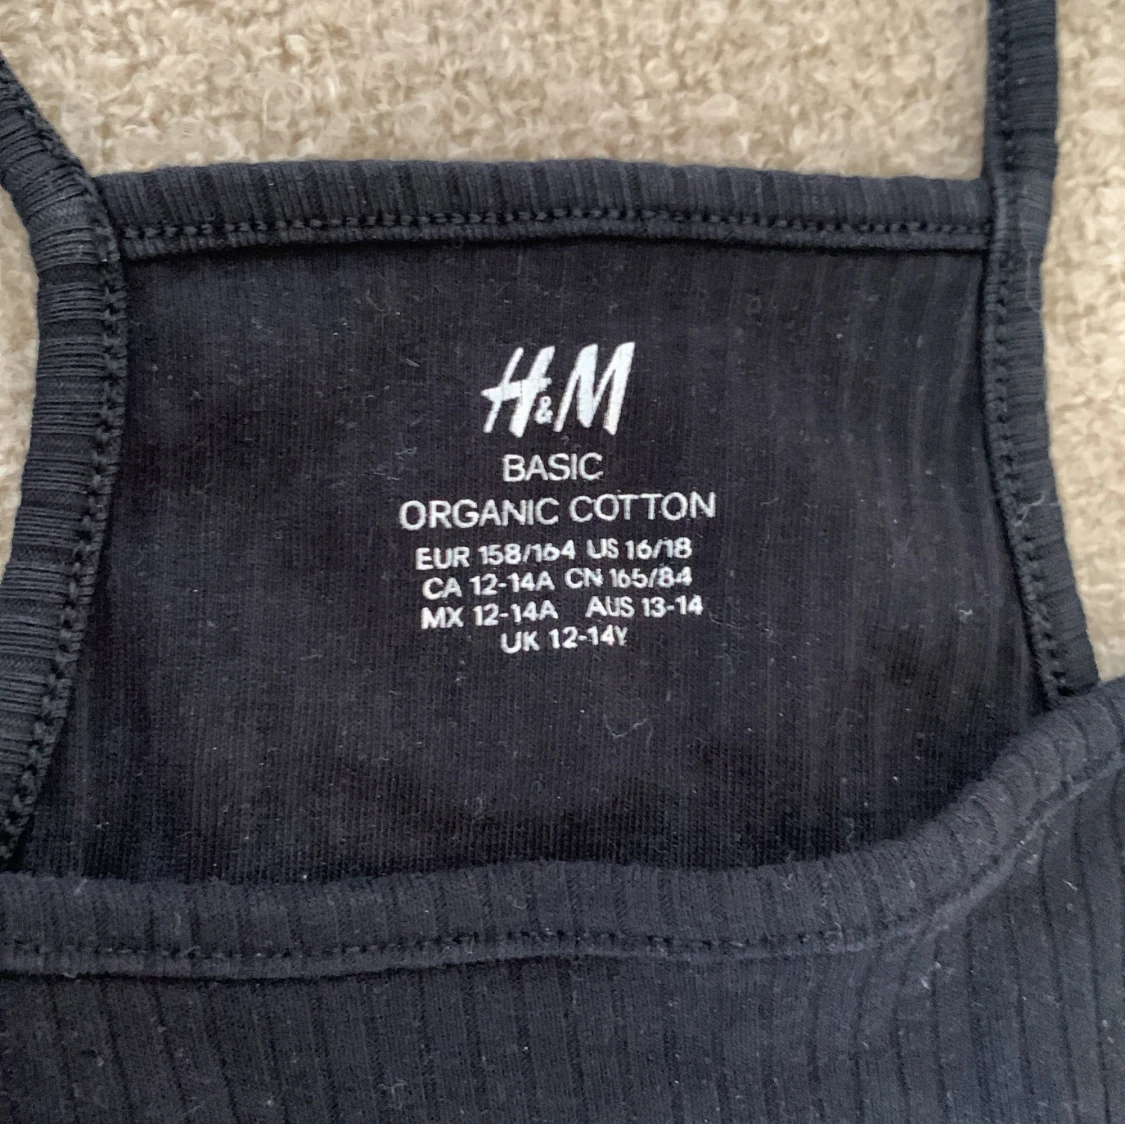 H&M
BASIC
ORGANIC COTTON
EUR 158/164 US 16/18
CA 12-14A CN 165/84
MX 12-14A AUS 13-14
UK 12-14Y